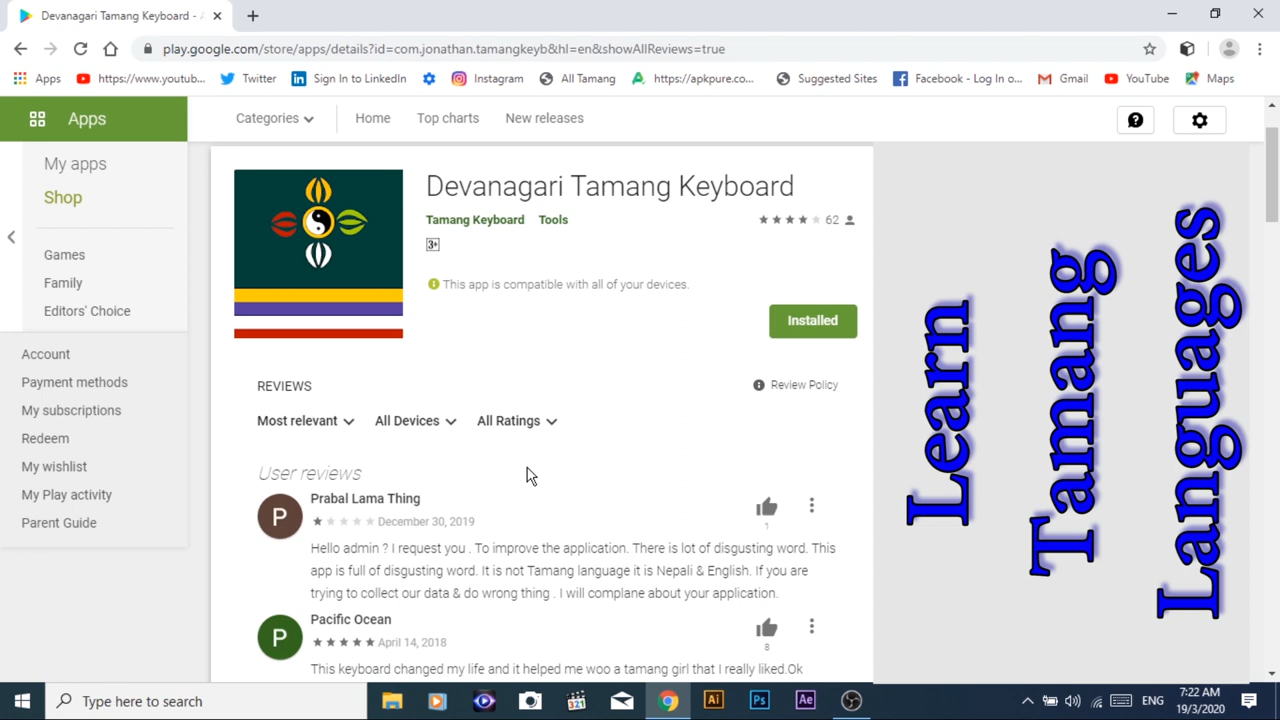 Devanagari Tamang Keyboard - A
play.google.com/store/apps/details?id=com.jonathan.tamangkeyb&hl=en&showAllReviews=true
Apps
https://www.youtub...
Twitter
Sign In to LinkedIn
Instagram
All Tamang
https://apkpure.co...
Suggested Sites
Facebook - Log In o...
Gmail
YouTube
Maps
Apps
Categories
Home
Top charts
New releases
My apps
Shop
Games
Family
Editors' Choice
Account
Payment methods
My subscriptions
Redeem
My wishlist
My Play activity
Parent Guide
Devanagari Tamang Keyboard
Tamang Keyboard Tools
62
3+
This app is compatible with all of your devices.
Installed
REVIEWS
Review Policy
Most relevant
All Devices
All Ratings
User reviews
P
Prabal Lama Thing
December 30, 2019
1
Hello admin ? I request you . To improve the application. There is lot of disgusting word. This
app is full of disgusting word. It is not Tamang language it is Nepali & English. If you are
trying to collect our data & do wrong thing . I will complane about your application.
P
Pacific Ocean
April 14, 2018
8
This keyboard changed my life and it helped me woo a tamang girl that I really liked.Ok
Learn
Tamang
Languages
Type here to search
321
Ai
Ps
Ae
ENG
7:22 AM
19/3/2020